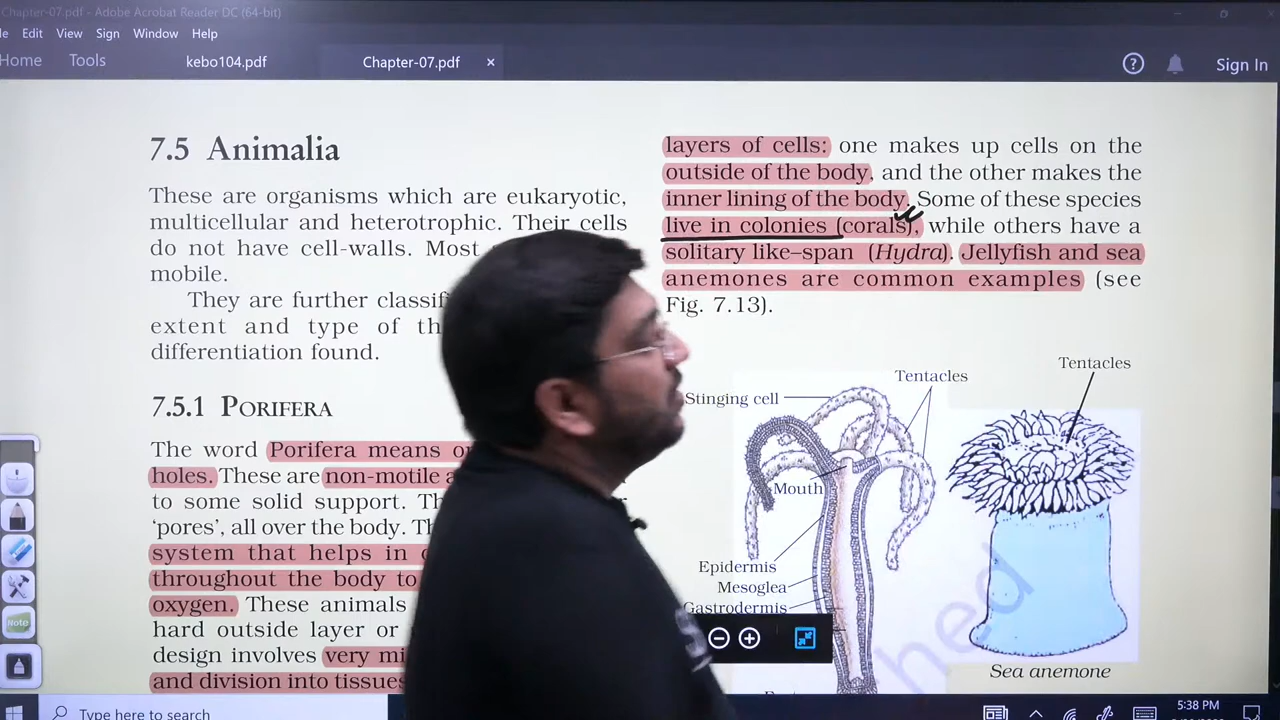 Chapter-07.pdf - Adobe Acrobat Reader DC (64-bit)
Edit View Sign Window Help
Home Tools kebo104.pdf Chapter-07.pdf × Sign In
7.5 Animalia
These are organisms which are eukaryotic,
multicellular and heterotrophic. Their cells
do not have cell-walls. Most
mobile.
They are further
extent and type of
differentiation found.
7.5.1 PORIFERA
The word Porifera means
holes. These are non-motile
to some solid support.
'pores', all over the body.
system that helps in
throughout the body to
oxygen. These animals
hard outside layer or
design involves very
and division into tissues
layers of cells: one makes up cells on the
outside of the body, and the other makes the
inner lining of the body. Some of these species
live in colonies (corals), while others have a
solitary like–span (Hydra). Jellyfish and sea
anemones are common examples (see
Fig. 7.13).
Tentacles
Tentacles
Stinging cell
Mouth
Epidermis
Mesoglea
Gastrodermis
Sea anemone
hed
Note
Type here to search
5:38 PM